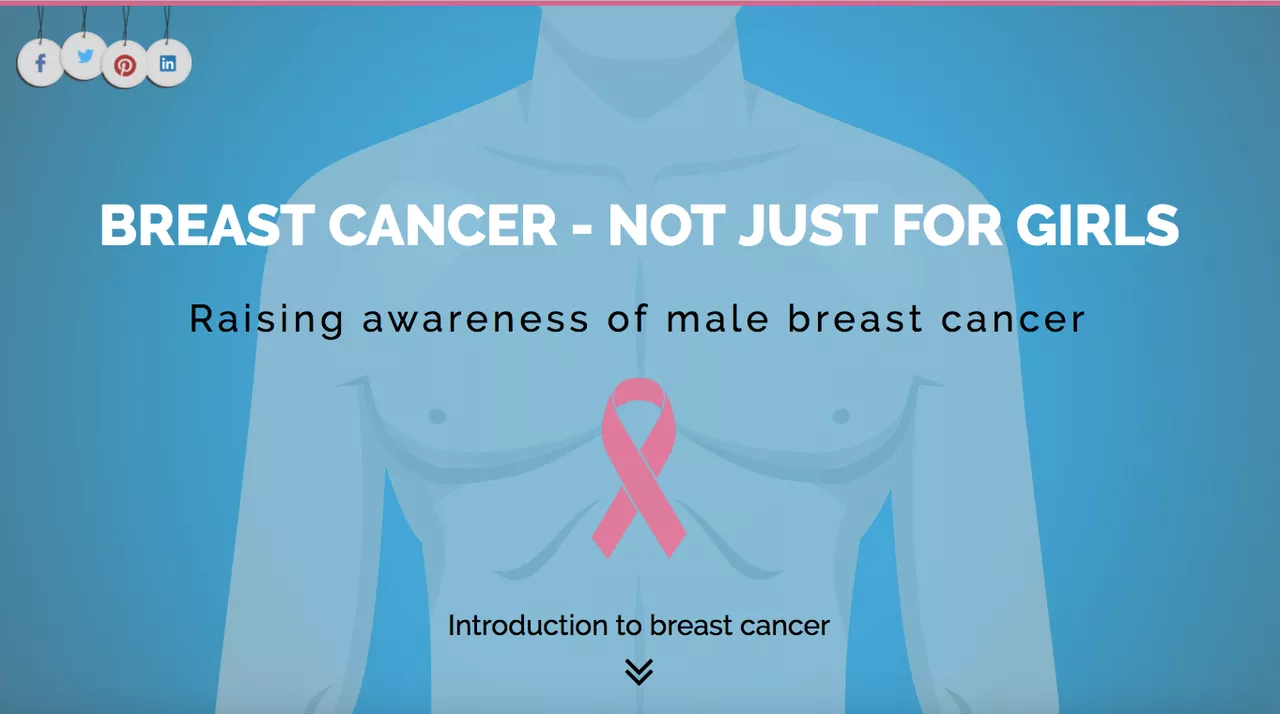 f
in
BREAST CANCER - NOT JUST FOR GIRLS
Raising awareness of male breast cancer
Introduction to breast cancer